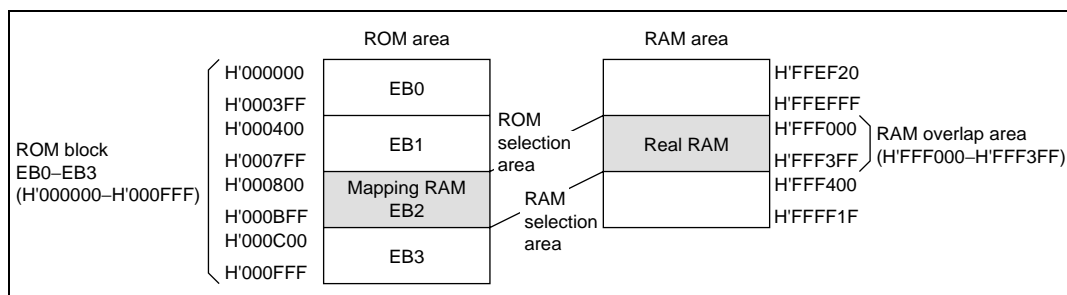 ROM area
RAM area
ROM block
EB0–EB3
(H'000000–H'000FFF)
H'000000
H'0003FF
H'000400
H'0007FF
H'000800
H'000BFF
H'000C00
H'000FFF
EB0
EB1
Mapping RAM
EB2
EB3
ROM
selection
area
RAM
selection
area
Real RAM
H'FFEF20
H'FFEFFF
H'FFF000
H'FFF3FF
H'FFF400
H'FFFF1F
RAM overlap area
(H'FFF000–H'FFF3FF)